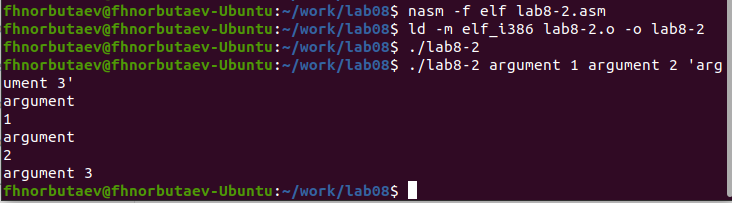 fhnorbutaev@fhnorbutaev-Ubuntu:~/work/lab08$ nasm -f elf lab8-2.asm
fhnorbutaev@fhnorbutaev-Ubuntu:~/work/lab08$ ld -m elf_i386 lab8-2.o -o lab8-2
fhnorbutaev@fhnorbutaev-Ubuntu:~/work/lab08$ ./lab8-2
fhnorbutaev@fhnorbutaev-Ubuntu:~/work/lab08$ ./lab8-2 argument 1 argument 2 'arg
ument 3'
argument
1
argument
2
argument 3
fhnorbutaev@fhnorbutaev-Ubuntu:~/work/lab08$